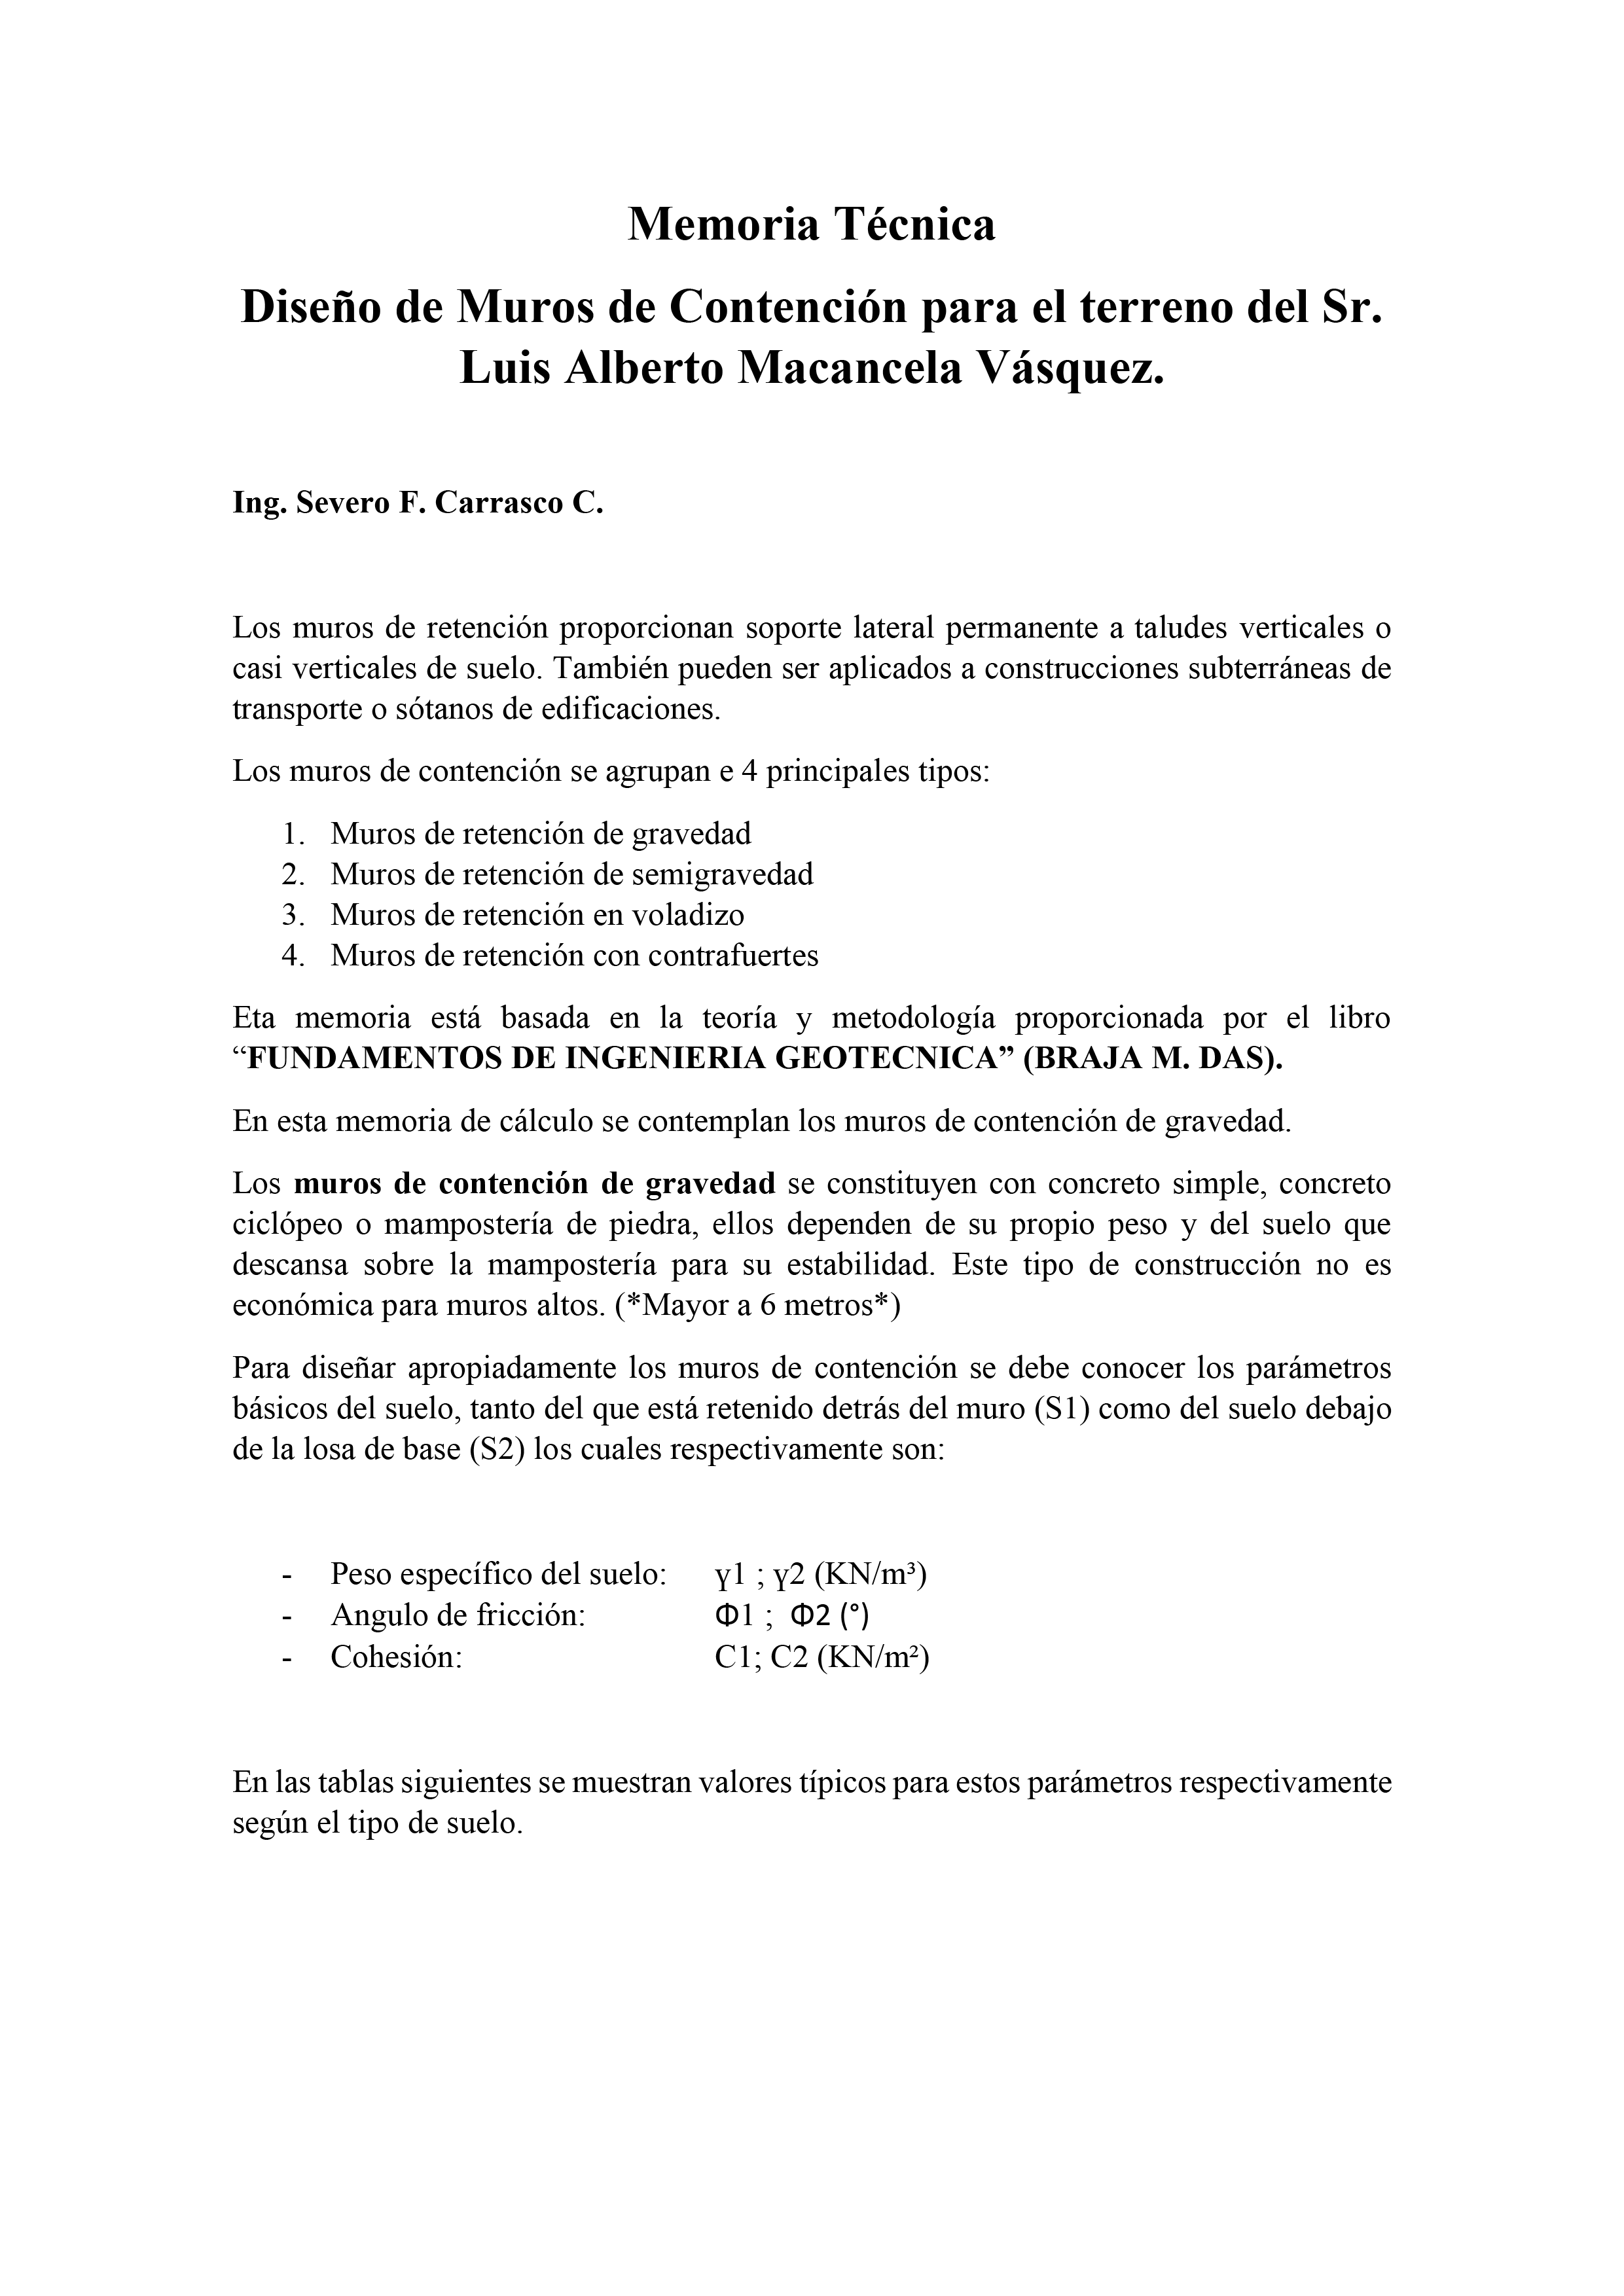 Memoria Técnica
Diseño de Muros de Contención para el terreno del Sr.
Luis Alberto Macancela Vásquez.
Ing. Severo F. Carrasco C.
Los muros de retención proporcionan soporte lateral permanente a taludes verticales o
casi verticales de suelo. También pueden ser aplicados a construcciones subterráneas de
transporte o sótanos de edificaciones.
Los muros de contención se agrupan e 4 principales tipos:
1. Muros de retención de gravedad
2. Muros de retención de semigravedad
3. Muros de retención en voladizo
4. Muros de retención con contrafuertes
Eta memoria está basada en la teoría y metodología proporcionada por el libro
“FUNDAMENTOS DE INGENIERIA GEOTECNICA” (BRAJA M. DAS).
En esta memoria de cálculo se contemplan los muros de contención de gravedad.
Los muros de contención de gravedad se constituyen con concreto simple, concreto
ciclópeo o mampostería de piedra, ellos dependen de su propio peso y del suelo que
descansa sobre la mampostería para su estabilidad. Este tipo de construcción no es
económica para muros altos. (*Mayor a 6 metros*)
Para diseñar apropiadamente los muros de contención se debe conocer los parámetros
básicos del suelo, tanto del que está retenido detrás del muro (S1) como del suelo debajo
de la losa de base (S2) los cuales respectivamente son:
- Peso específico del suelo: γ1 ; γ2 (KN/m³)
- Angulo de fricción: Φ1 ; Φ2 (°)
- Cohesión: C1; C2 (KN/m²)
En las tablas siguientes se muestran valores típicos para estos parámetros respectivamente
según el tipo de suelo.